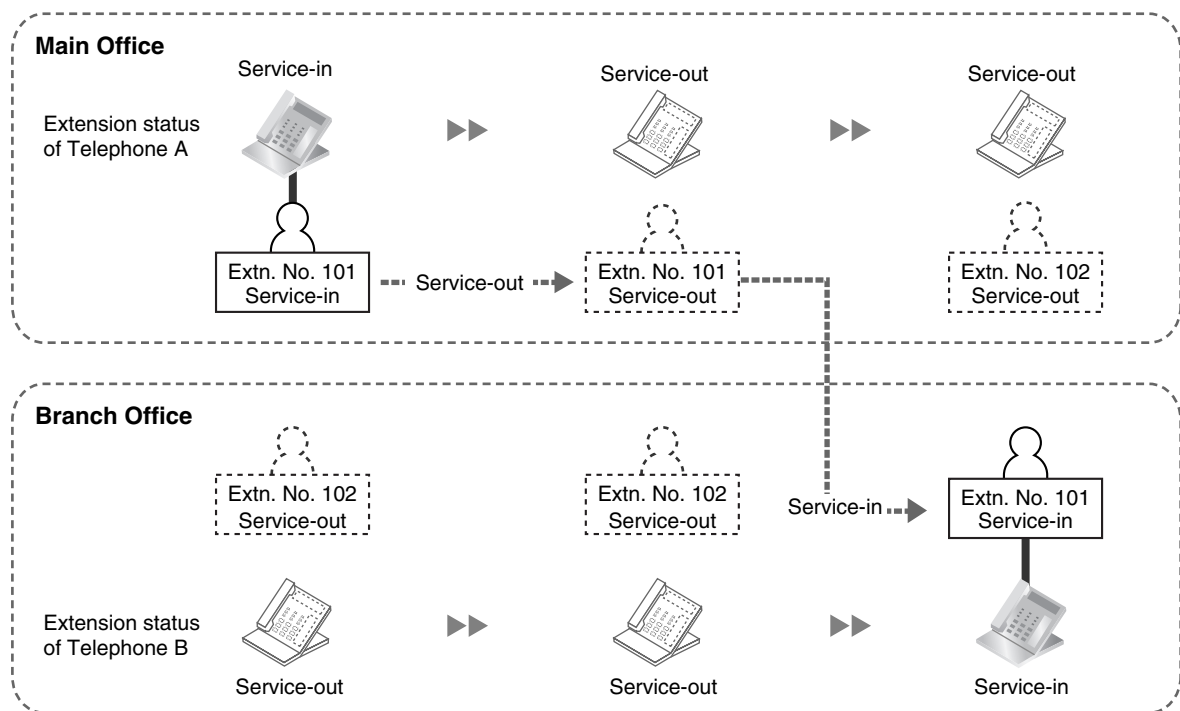 Main Office
Service-in
Service-out
Service-out
Extension status
of Telephone A
Extn. No. 101
Service-in
Service-out
Extn. No. 101
Service-out
Extn. No. 102
Service-out
Branch Office
Extn. No. 102
Service-out
Extn. No. 102
Service-out
Service-in
Extn. No. 101
Service-in
Extension status
of Telephone B
Service-out
Service-out
Service-in